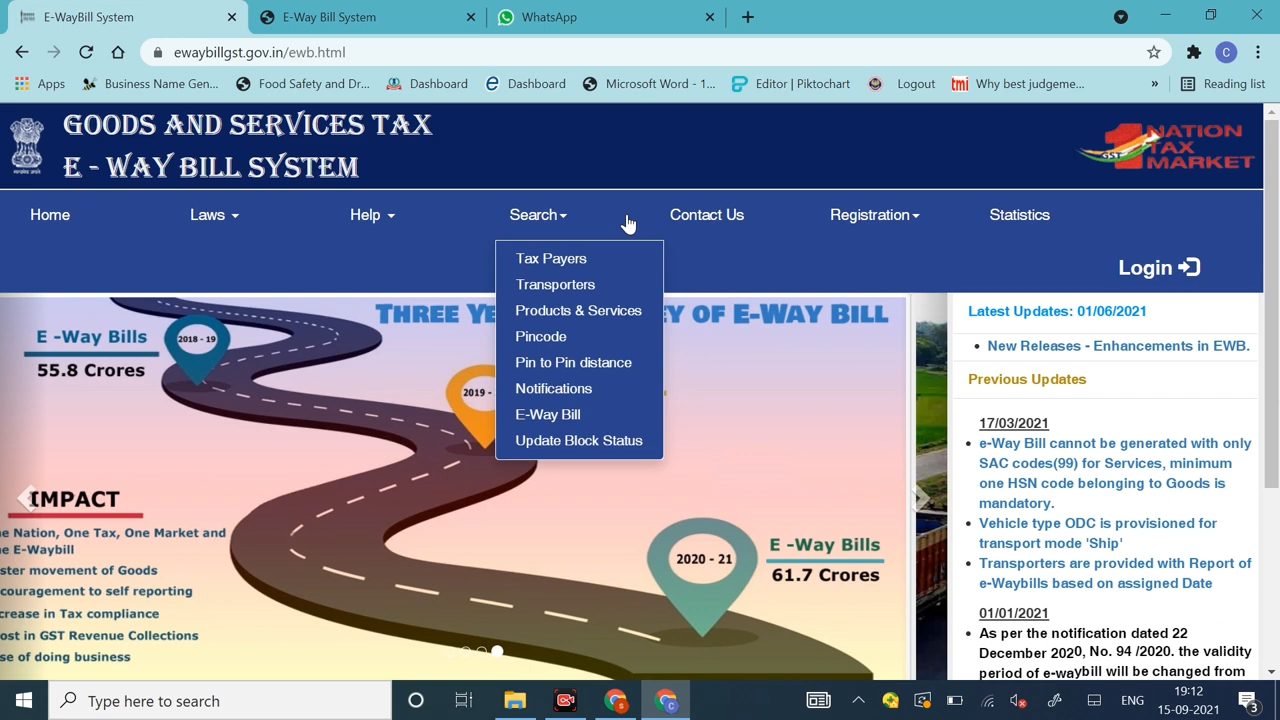 E-WayBill System
E-Way Bill System
WhatsApp
ewaybillgst.gov.in/ewb.html
C
Apps
Business Name Gen...
Food Safety and Dr...
Dashboard
Dashboard
Microsoft Word - 1...
Editor | Piktochart
Logout
tmi
Why best judgeme...
»
Reading list
GOODS AND SERVICES TAX
E - WAY BILL SYSTEM
GST
1 NATION
TAX
MARKET
Home
Laws
Help
Search
Contact Us
Registration
Statistics
Login
Tax Payers
Transporters
Products & Services
Pincode
Pin to Pin distance
Notifications
E-Way Bill
Update Block Status
THREE YE
EY OF E-WAY BILL
E -Way Bills
55.8 Crores
2018 - 19
2019 -
IMPACT
e Nation, One Tax, One Market and
e E-Waybill
ster movement of Goods
couragement to self reporting
crease in Tax compliance
ost in GST Revenue Collections
se of doing business
2020 - 21
E -Way Bills
61.7 Crores
Latest Updates: 01/06/2021
New Releases - Enhancements in EWB.
Previous Updates
17/03/2021
e-Way Bill cannot be generated with only
SAC codes(99) for Services, minimum
one HSN code belonging to Goods is
mandatory.
Vehicle type ODC is provisioned for
transport mode 'Ship'
Transporters are provided with Report of
e-Waybills based on assigned Date
01/01/2021
As per the notification dated 22
December 2020, No. 94 /2020. the validity
period of e-waybill will be changed from
Type here to search
S
C
ENG
19:12
15-09-2021
3